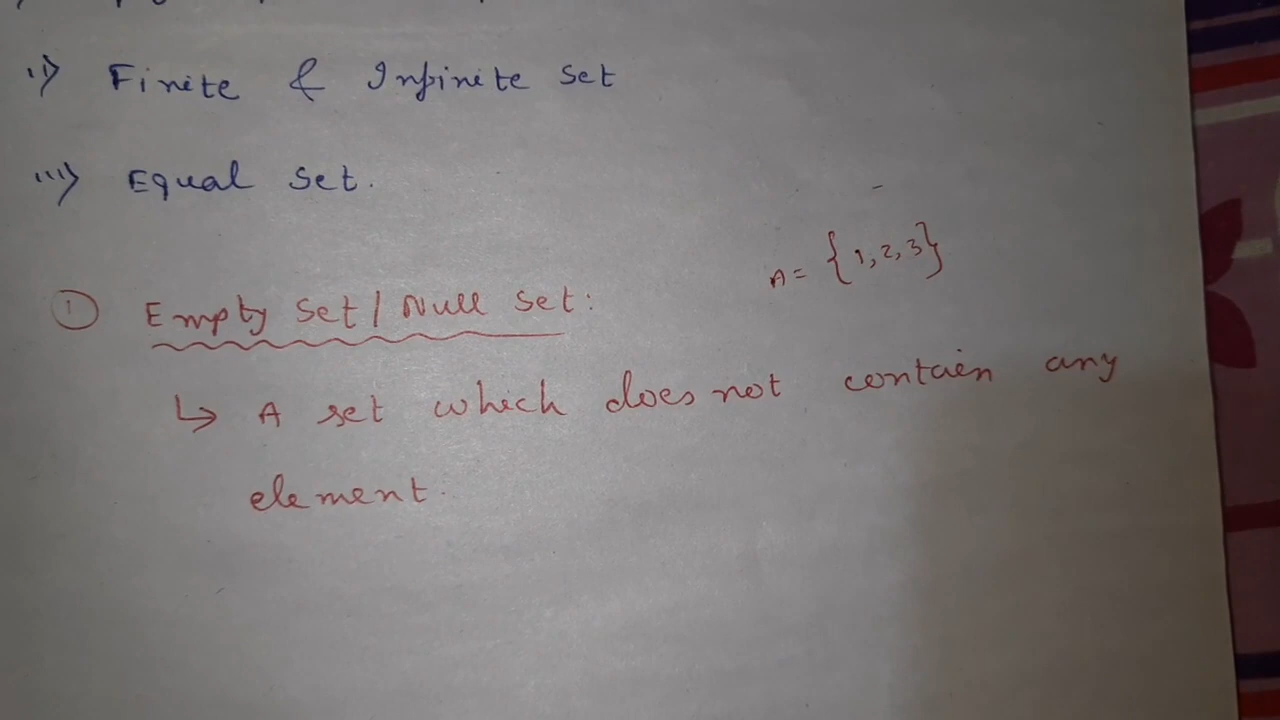 ii) Finite & Infinite set
iii) Equal set.
A = {1,2,3}
① Empty set / Null set:
↳ A set which does not contain any
element.